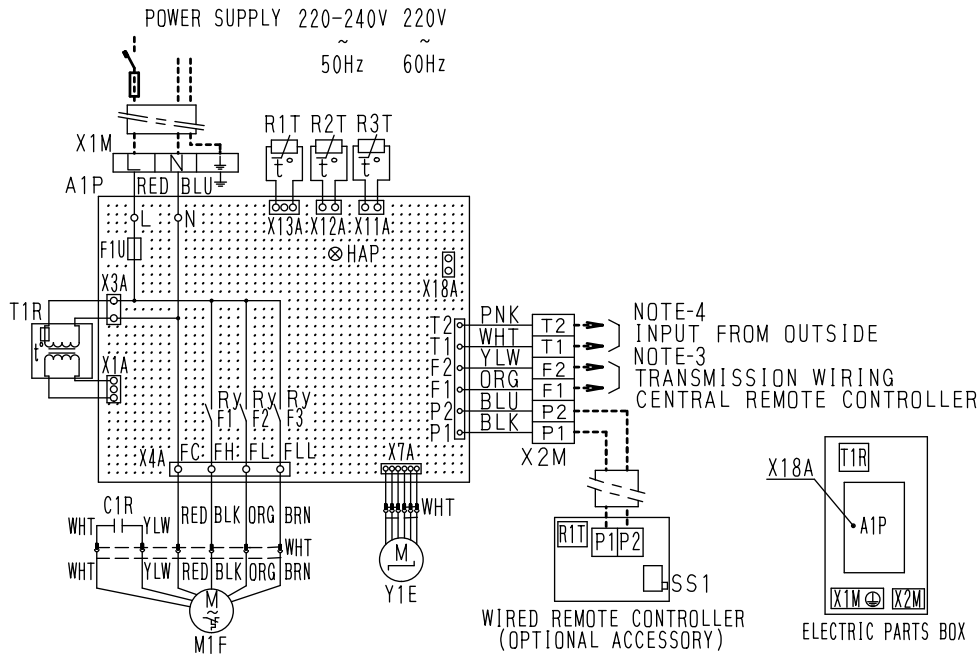 POWER SUPPLY 220-240V 220V
~ ~
50Hz 60Hz
X1M
L N
A1P RED BLU
R1T R2T R3T
t° t° t°
X13A X12A X11A
L N
F1U
HAP
X18A
X3A
T1R
t°
X1A
Ry Ry Ry
F1 F2 F3
X4A FC FH FL FLL
X7A
T2 PNK T2
T1 WHT T1
F2 YLW F2
F1 ORG F1
P2 BLU P2
P1 BLK P1
X2M
NOTE-4
INPUT FROM OUTSIDE
NOTE-3
TRANSMISSION WIRING
CENTRAL REMOTE CONTROLLER
C1R
WHT YLW RED BLK ORG BRN
WHT
WHT YLW RED BLK ORG BRN
M
~
M1F
WHT
M
Y1E
R1T P1 P2
SS1
WIRED REMOTE CONTROLLER
(OPTIONAL ACCESSORY)
T1R
X18A
A1P
X1M X2M
ELECTRIC PARTS BOX